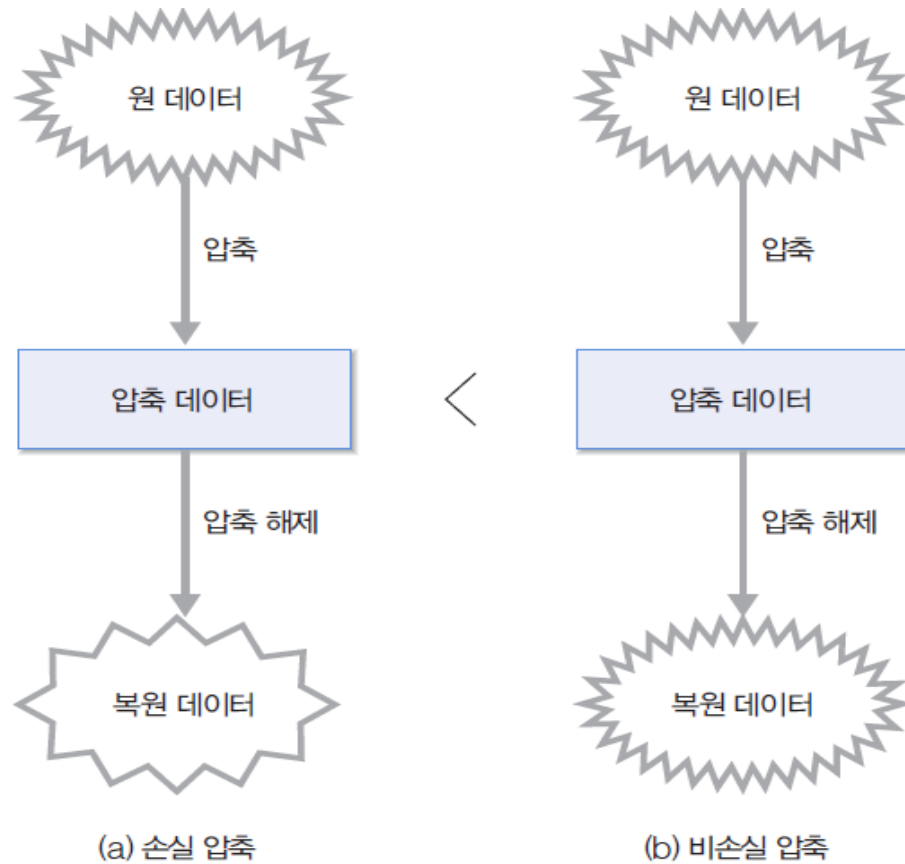 원 데이터
원 데이터
압축
압축
압축 데이터
<
압축 데이터
압축 해제
압축 해제
복원 데이터
복원 데이터
(a) 손실 압축
(b) 비손실 압축